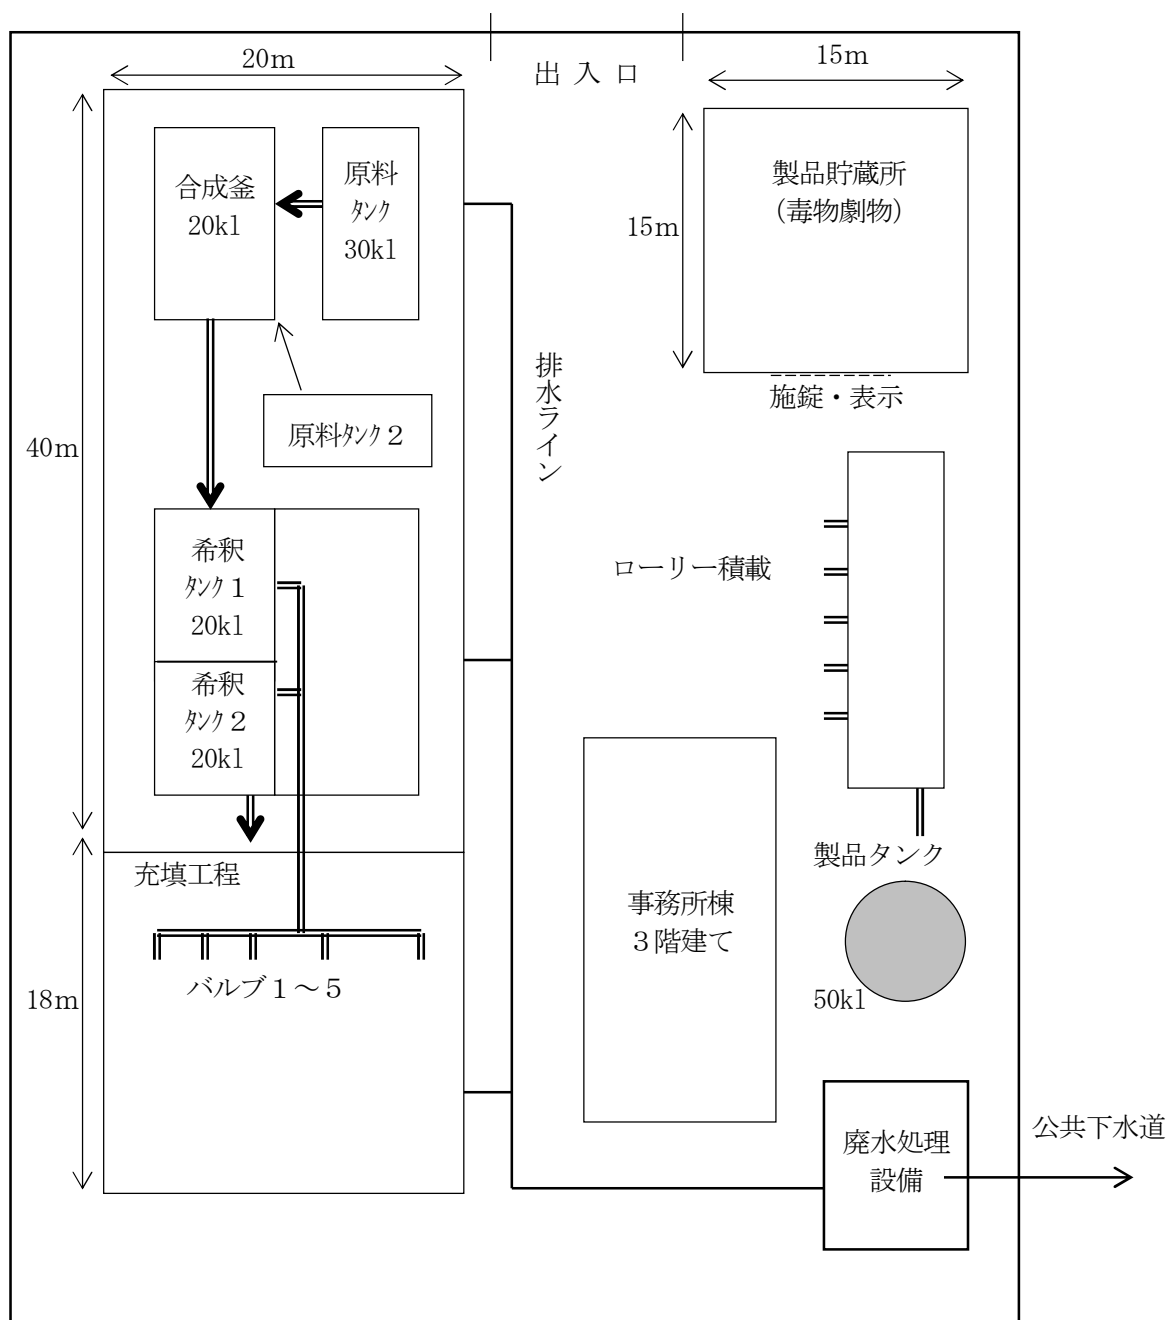 20m
出 入 口
15m
合成釜
20kl
原料
ﾀﾝｸ
30kl
製品貯蔵所
（毒物劇物）
15m
施錠・表示
排水ライン
40m
原料ﾀﾝｸ２
希釈
ﾀﾝｸ１
20kl
希釈
ﾀﾝｸ２
20kl
ローリー積載
充填工程
バルブ１～５
18m
事務所棟
３階建て
製品タンク
50kl
廃水処理
設備
公共下水道